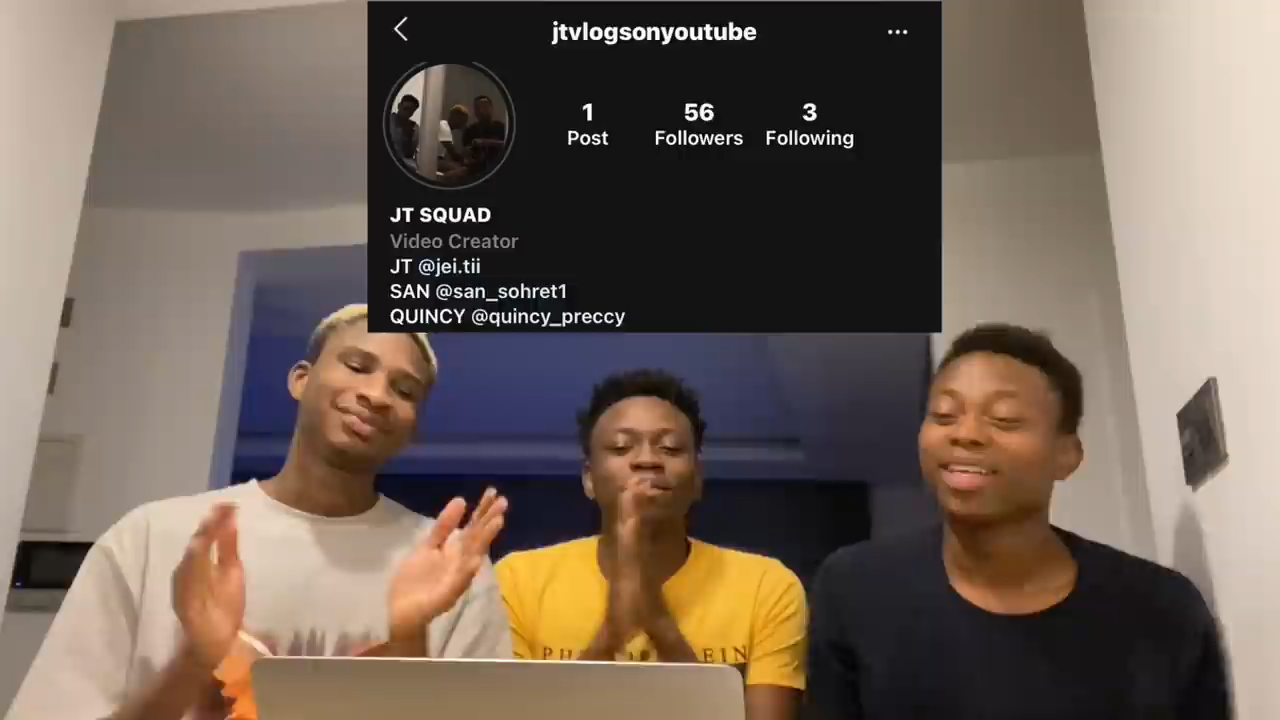 jtvlogsonyoutube
1 56 3
Post Followers Following
JT SQUAD
Video Creator
JT @jei.tii
SAN @san_sohret1
QUINCY @quincy_preccy